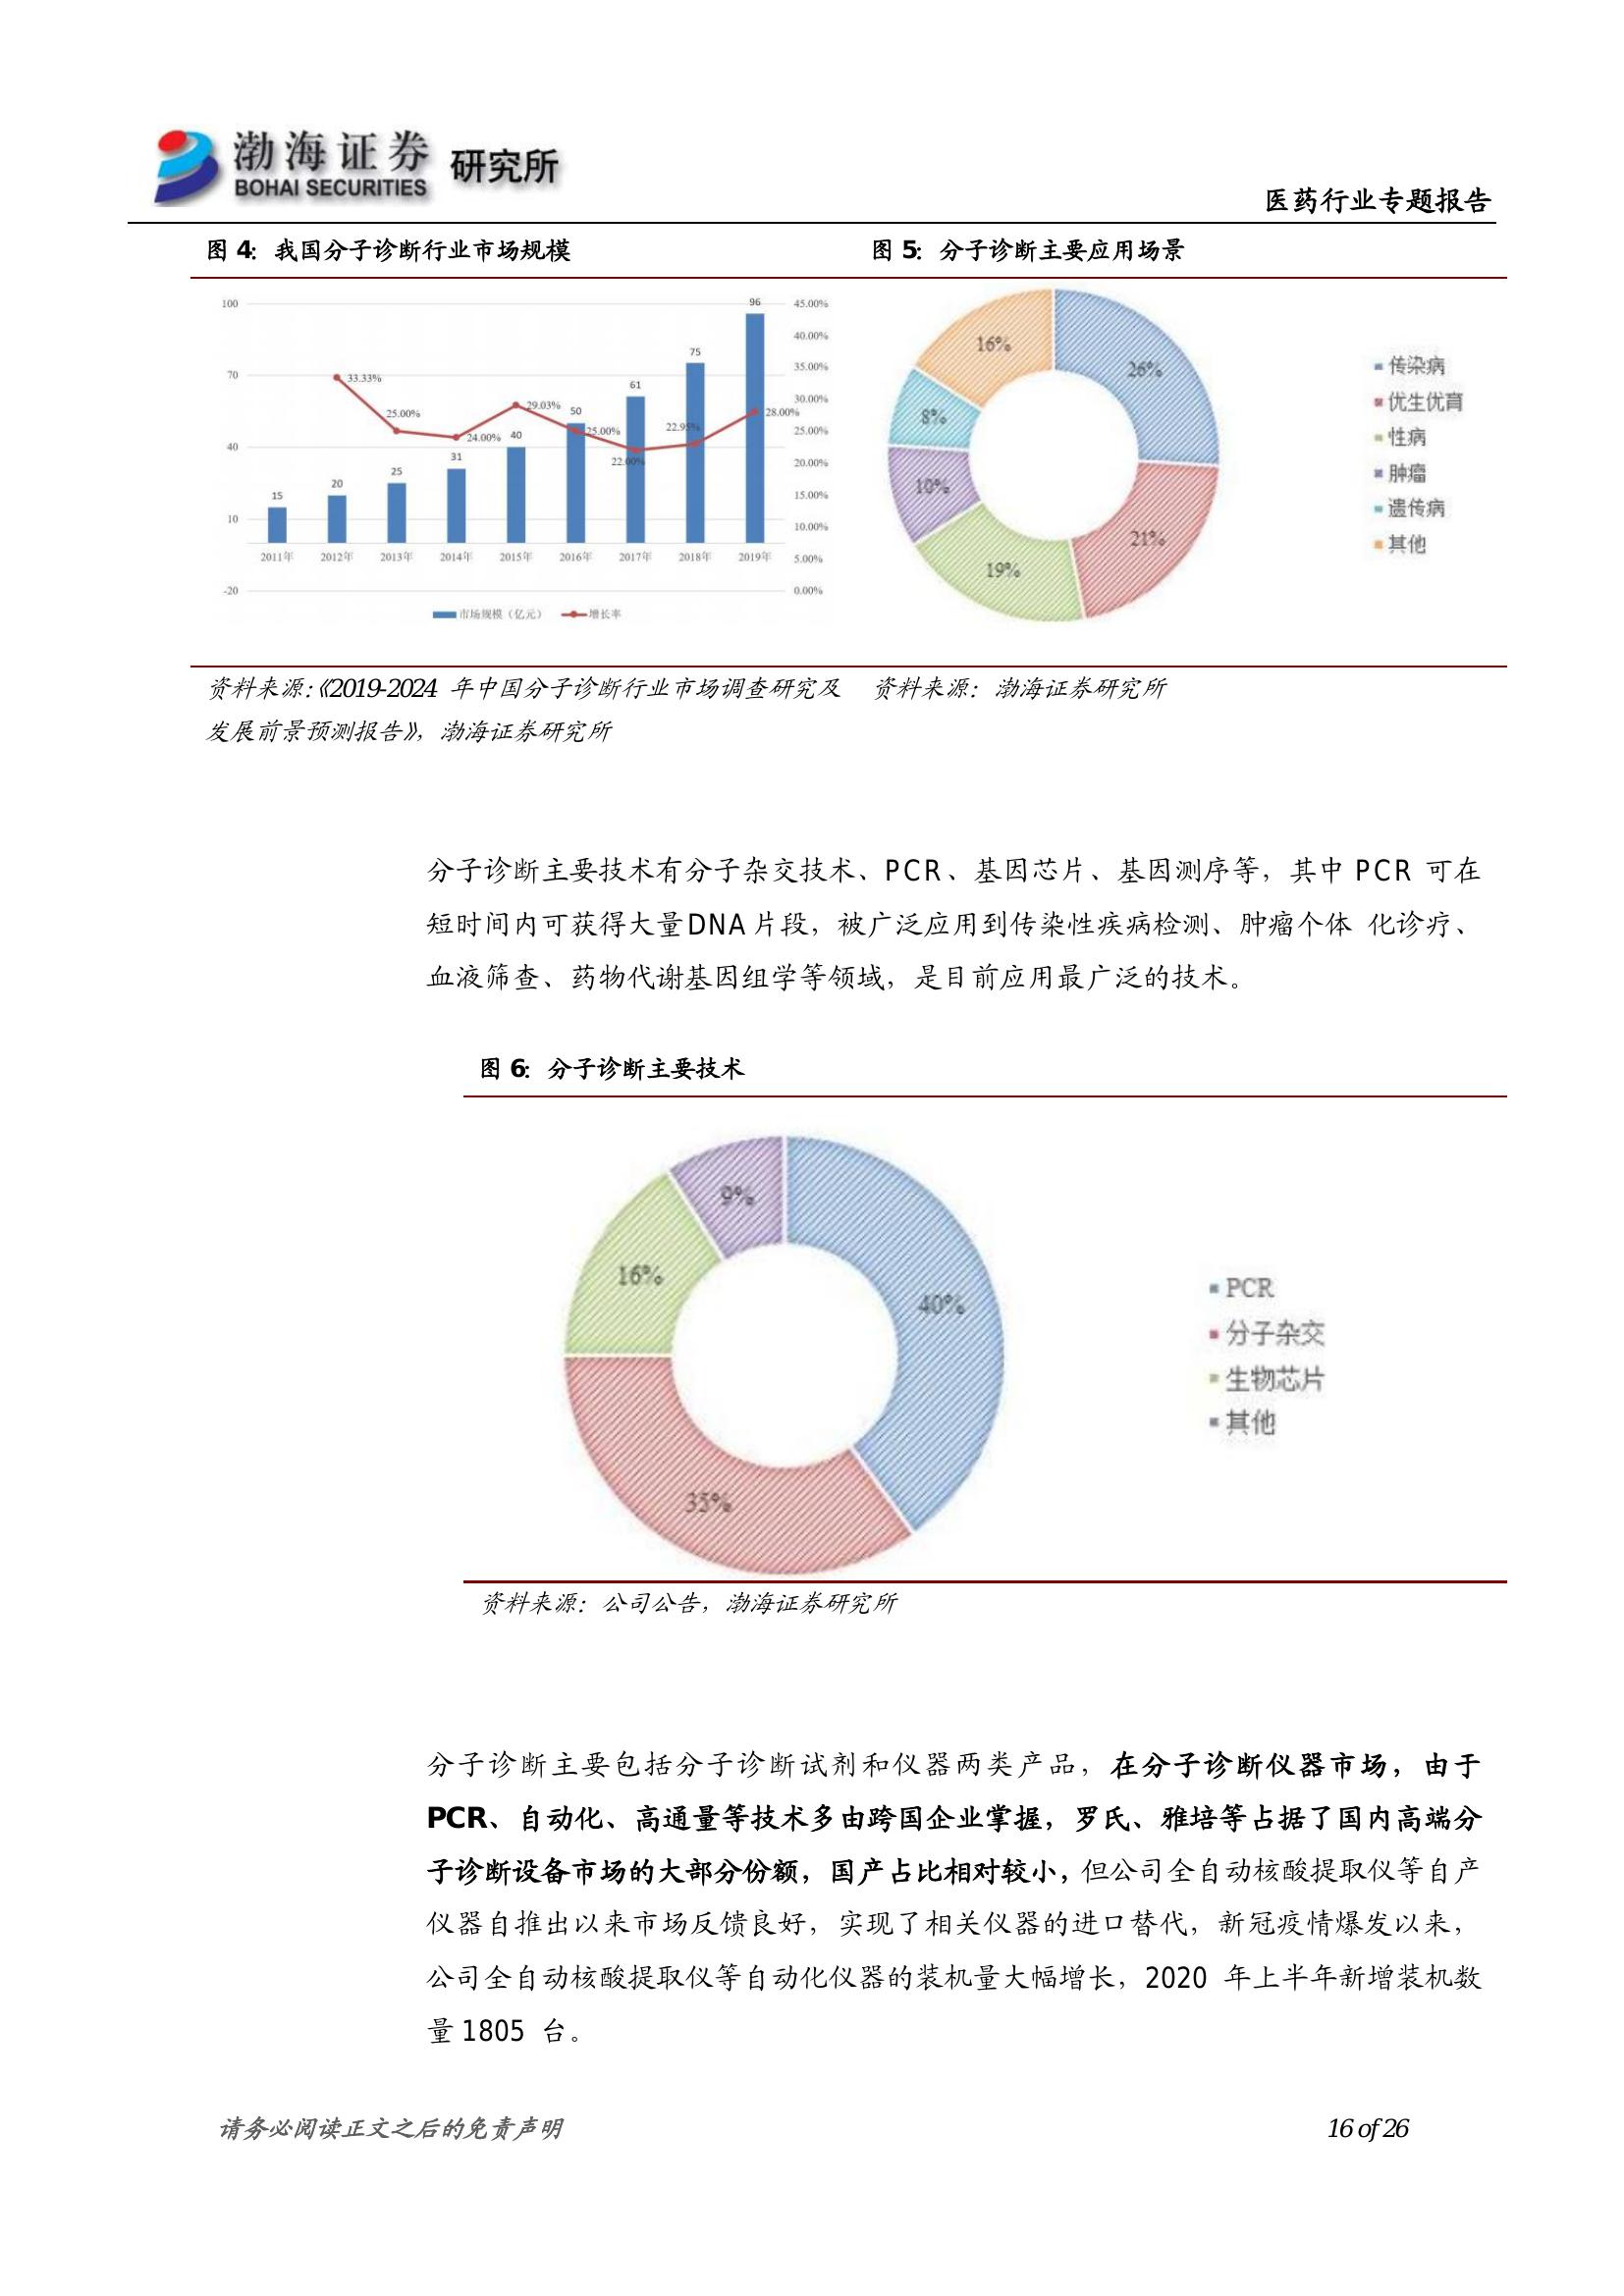 渤海证券 研究所
BOHAI SECURITIES
医药行业专题报告
图 4：我国分子诊断行业市场规模
100
70
40
10
-20
45.00%
40.00%
35.00%
30.00%
25.00%
20.00%
15.00%
10.00%
5.00%
0.00%
15
20
25
31
40
50
61
75
96
33.33%
25.00%
24.00%
29.03%
25.00%
22.00%
22.95%
28.00%
2011年 2012年 2013年 2014年 2015年 2016年 2017年 2018年 2019年
市场规模（亿元） 增长率
资料来源：《2019-2024 年中国分子诊断行业市场调查研究及
发展前景预测报告》，渤海证券研究所
图 5：分子诊断主要应用场景
26%
21%
19%
10%
8%
16%
传染病
优生优育
性病
肿瘤
遗传病
其他
资料来源：渤海证券研究所
分子诊断主要技术有分子杂交技术、PCR、基因芯片、基因测序等，其中 PCR 可在
短时间内可获得大量DNA片段，被广泛应用到传染性疾病检测、肿瘤个体 化诊疗、
血液筛查、药物代谢基因组学等领域，是目前应用最广泛的技术。
图 6：分子诊断主要技术
40%
35%
16%
9%
PCR
分子杂交
生物芯片
其他
资料来源：公司公告，渤海证券研究所
分子诊断主要包括分子诊断试剂和仪器两类产品，在分子诊断仪器市场，由于
PCR、自动化、高通量等技术多由跨国企业掌握，罗氏、雅培等占据了国内高端分
子诊断设备市场的大部分份额，国产占比相对较小，但公司全自动核酸提取仪等自产
仪器自推出以来市场反馈良好，实现了相关仪器的进口替代，新冠疫情爆发以来，
公司全自动核酸提取仪等自动化仪器的装机量大幅增长，2020 年上半年新增装机数
量 1805 台。
请务必阅读正文之后的免责声明
16 of 26